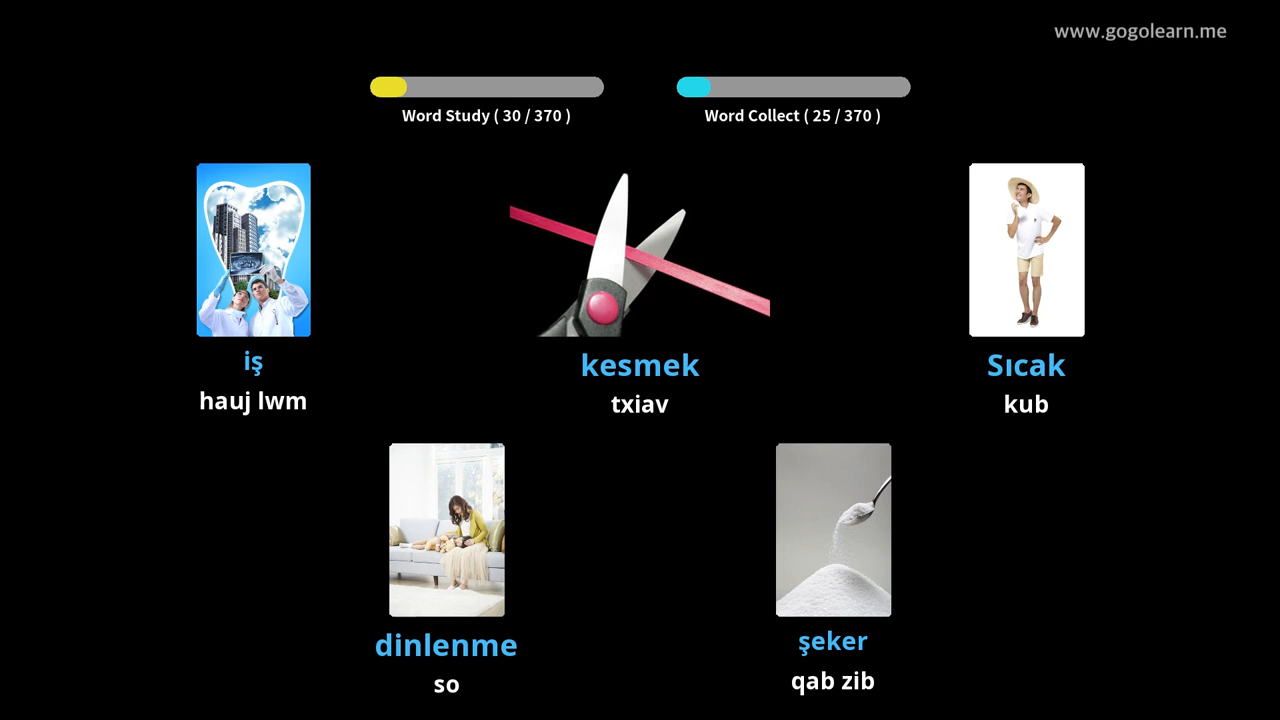 www.gogolearn.me
Word Study ( 30 / 370 )
Word Collect ( 25 / 370 )
iş
hauj lwm
kesmek
txiav
Sıcak
kub
dinlenme
so
şeker
qab zib